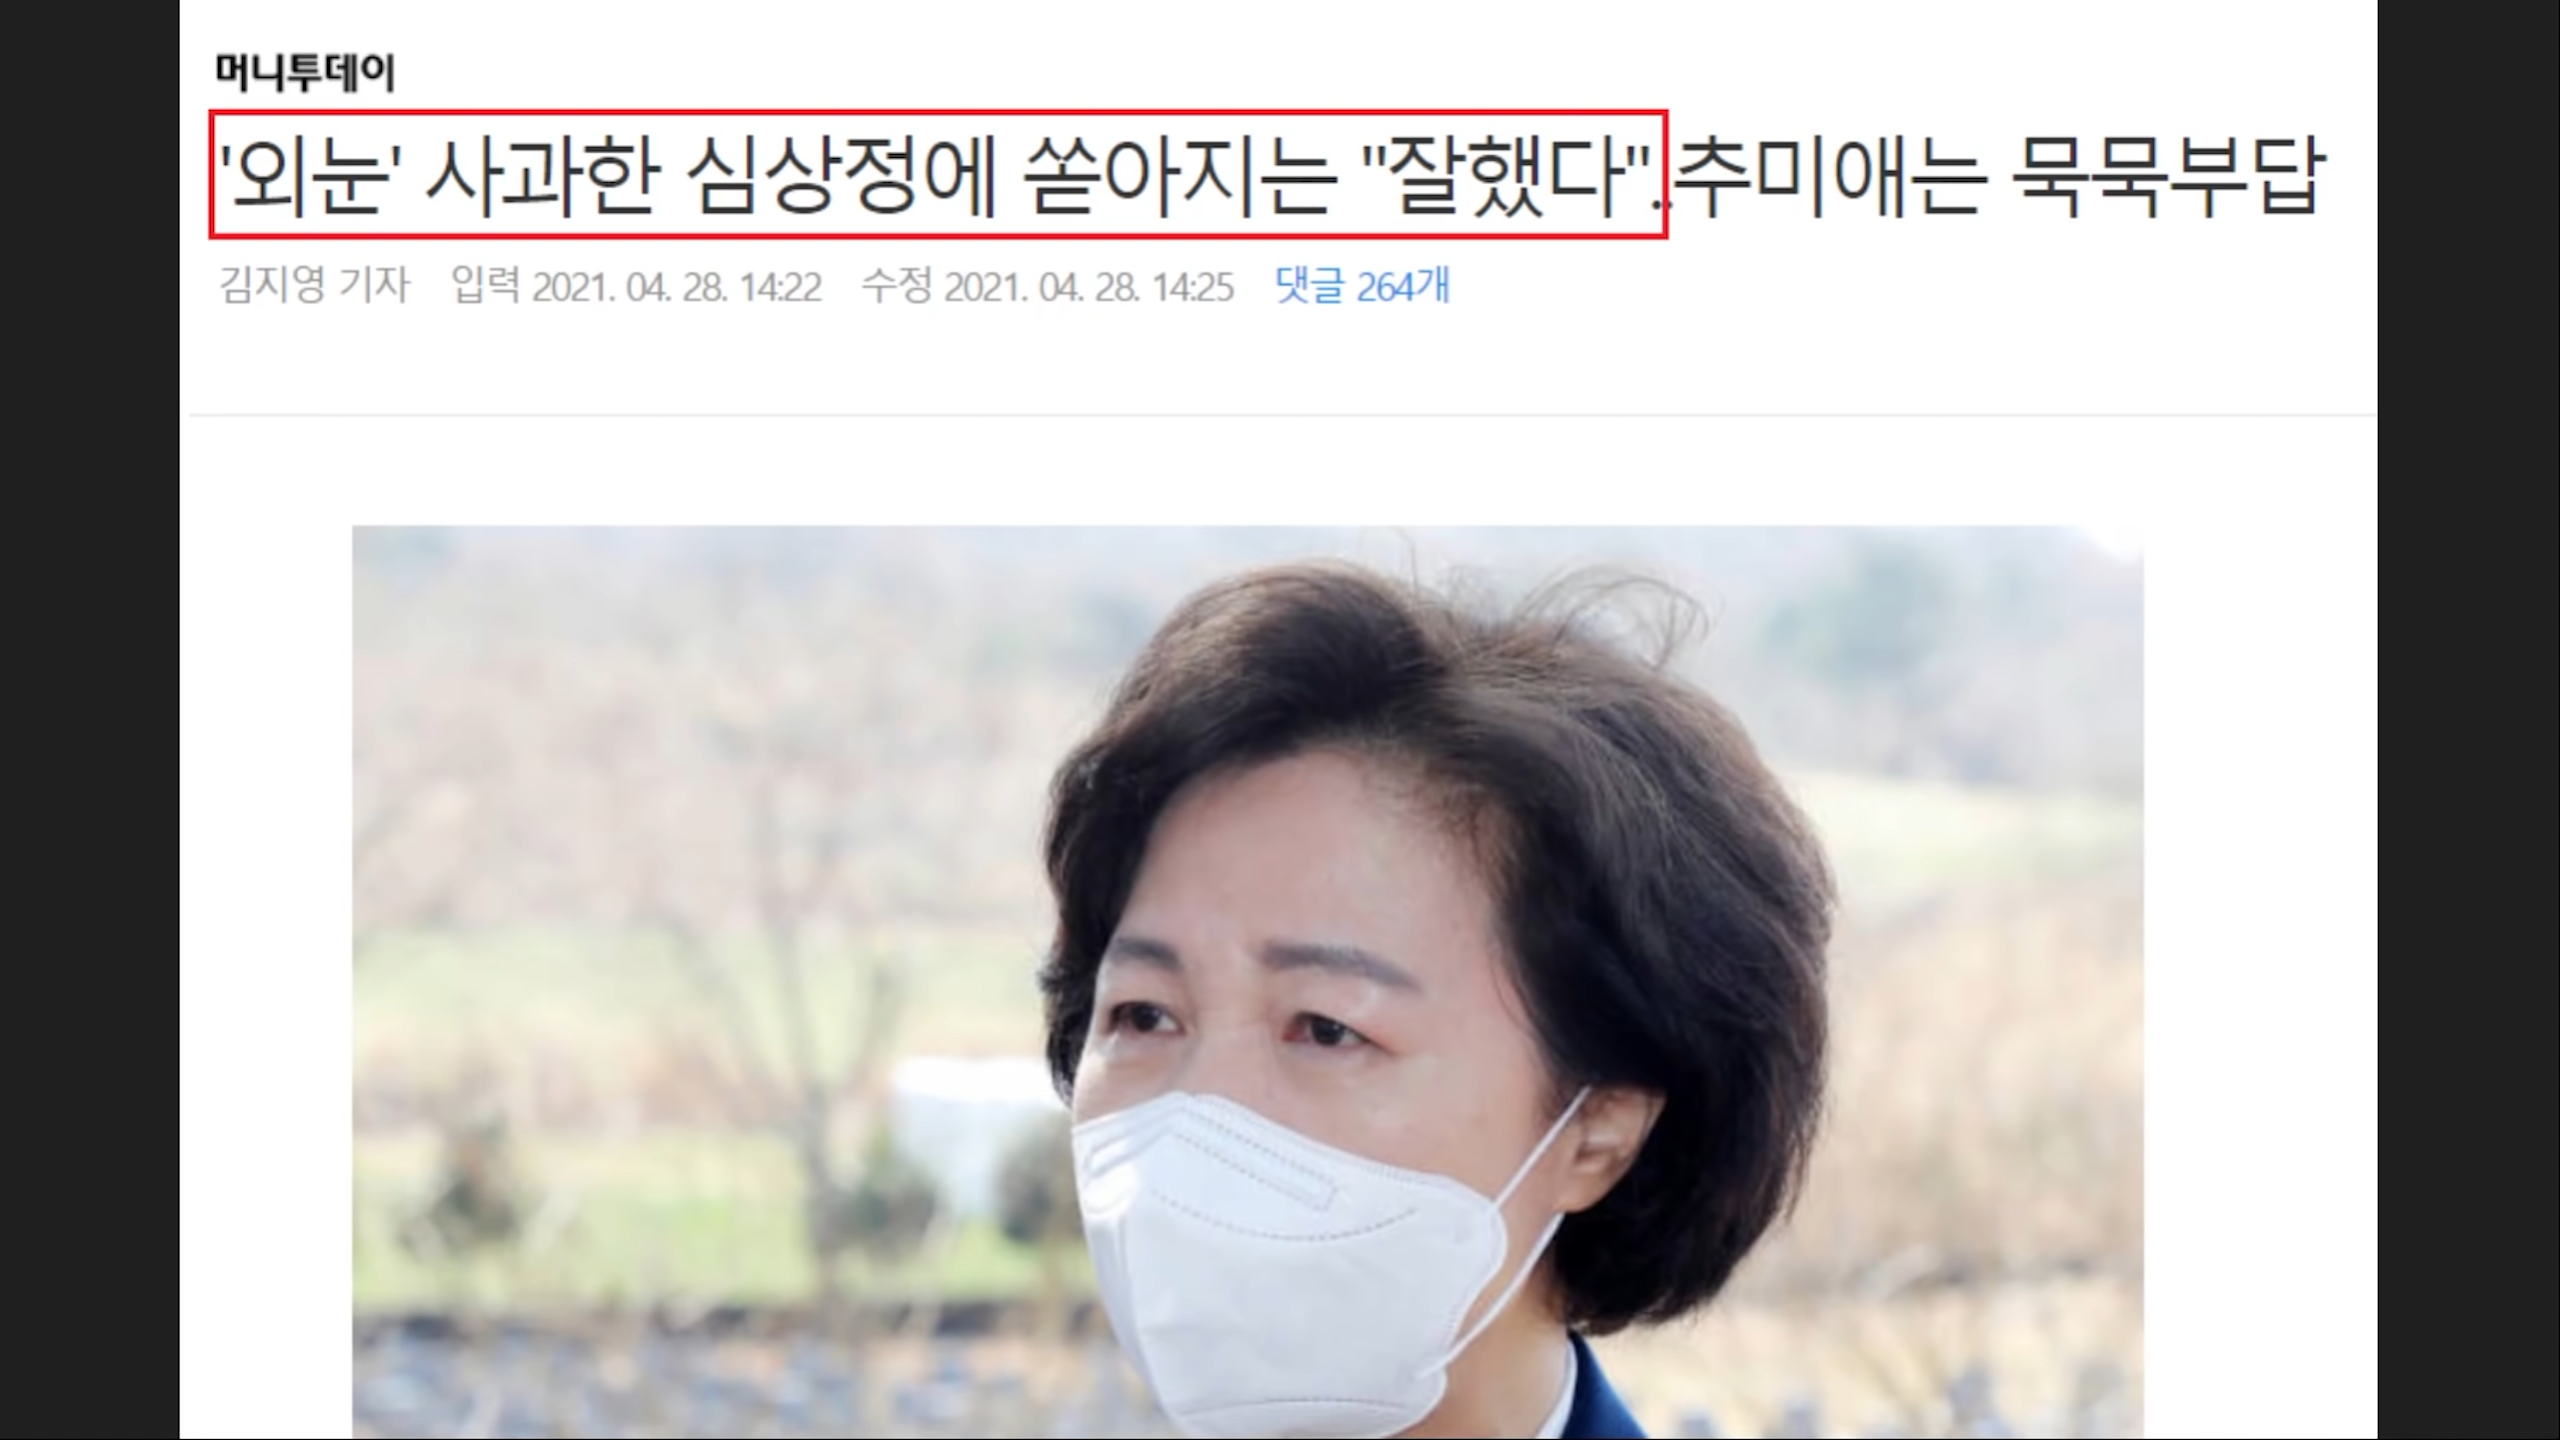 머니투데이
'외눈' 사과한 심상정에 쏟아지는 "잘했다"..추미애는 묵묵부답
김지영 기자 입력 2021. 04. 28. 14:22 수정 2021. 04. 28. 14:25 댓글 264개